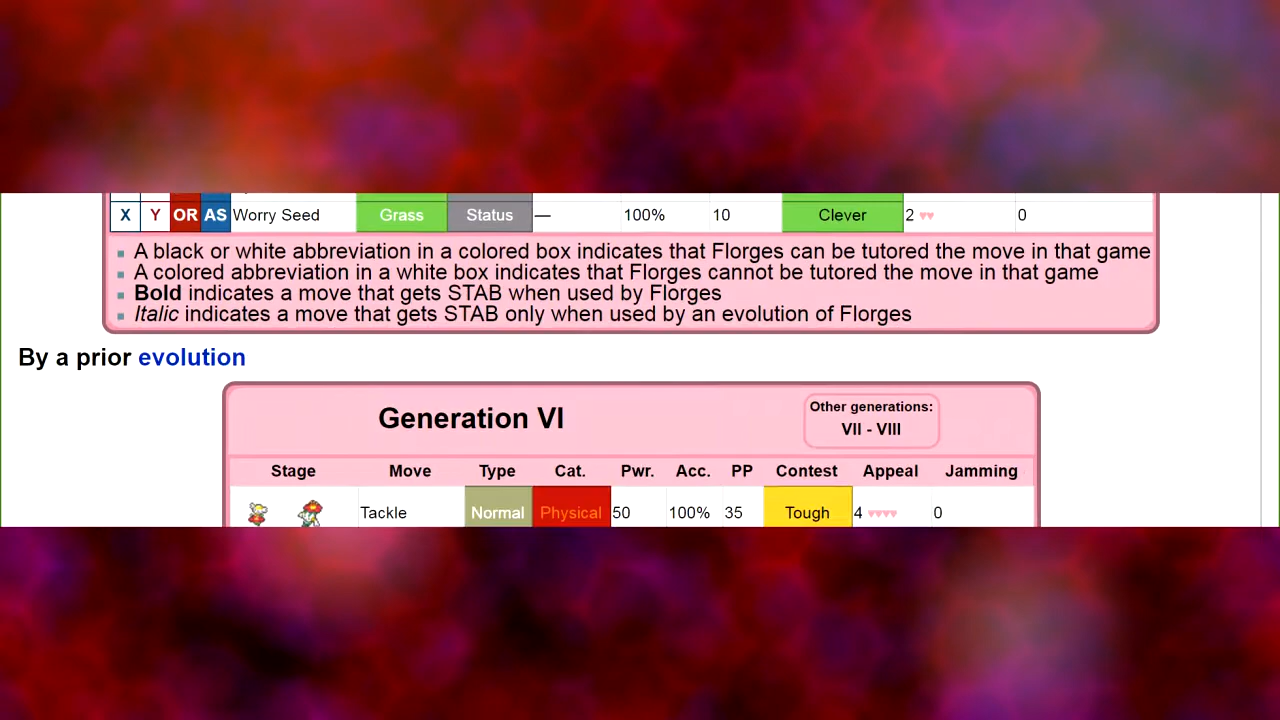 X Y OR AS Worry Seed Grass Status — 100% 10 Clever 2 ♥♥ 0
A black or white abbreviation in a colored box indicates that Florges can be tutored the move in that game
A colored abbreviation in a white box indicates that Florges cannot be tutored the move in that game
Bold indicates a move that gets STAB when used by Florges
Italic indicates a move that gets STAB only when used by an evolution of Florges
By a prior evolution
Generation VI
Other generations:
VII - VIII
Stage Move Type Cat. Pwr. Acc. PP Contest Appeal Jamming
Tackle Normal Physical 50 100% 35 Tough 4 ♥♥♥♥ 0